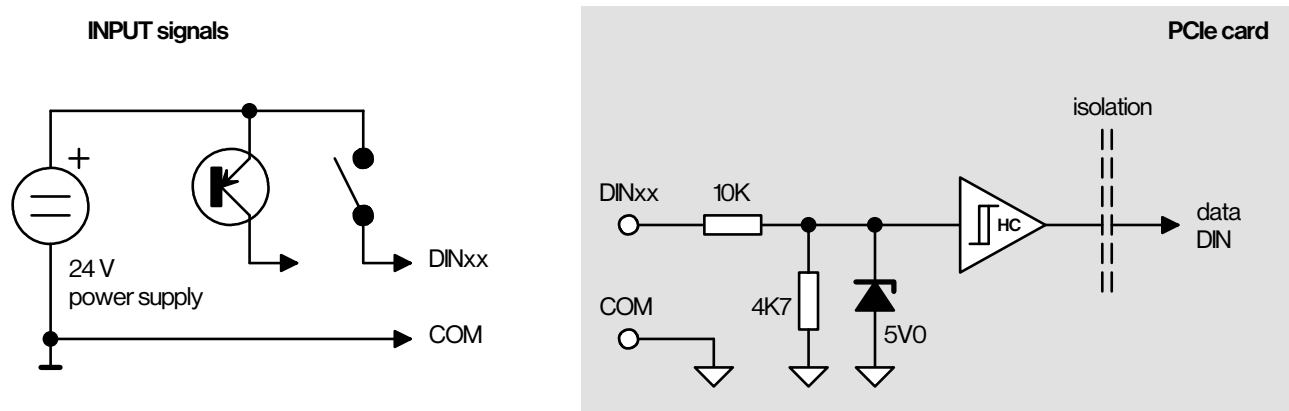 INPUT signals
+
24 V
power supply
DINxx
COM
PCIe card
isolation
DINxx
10K
HC
data
DIN
COM
4K7
5V0